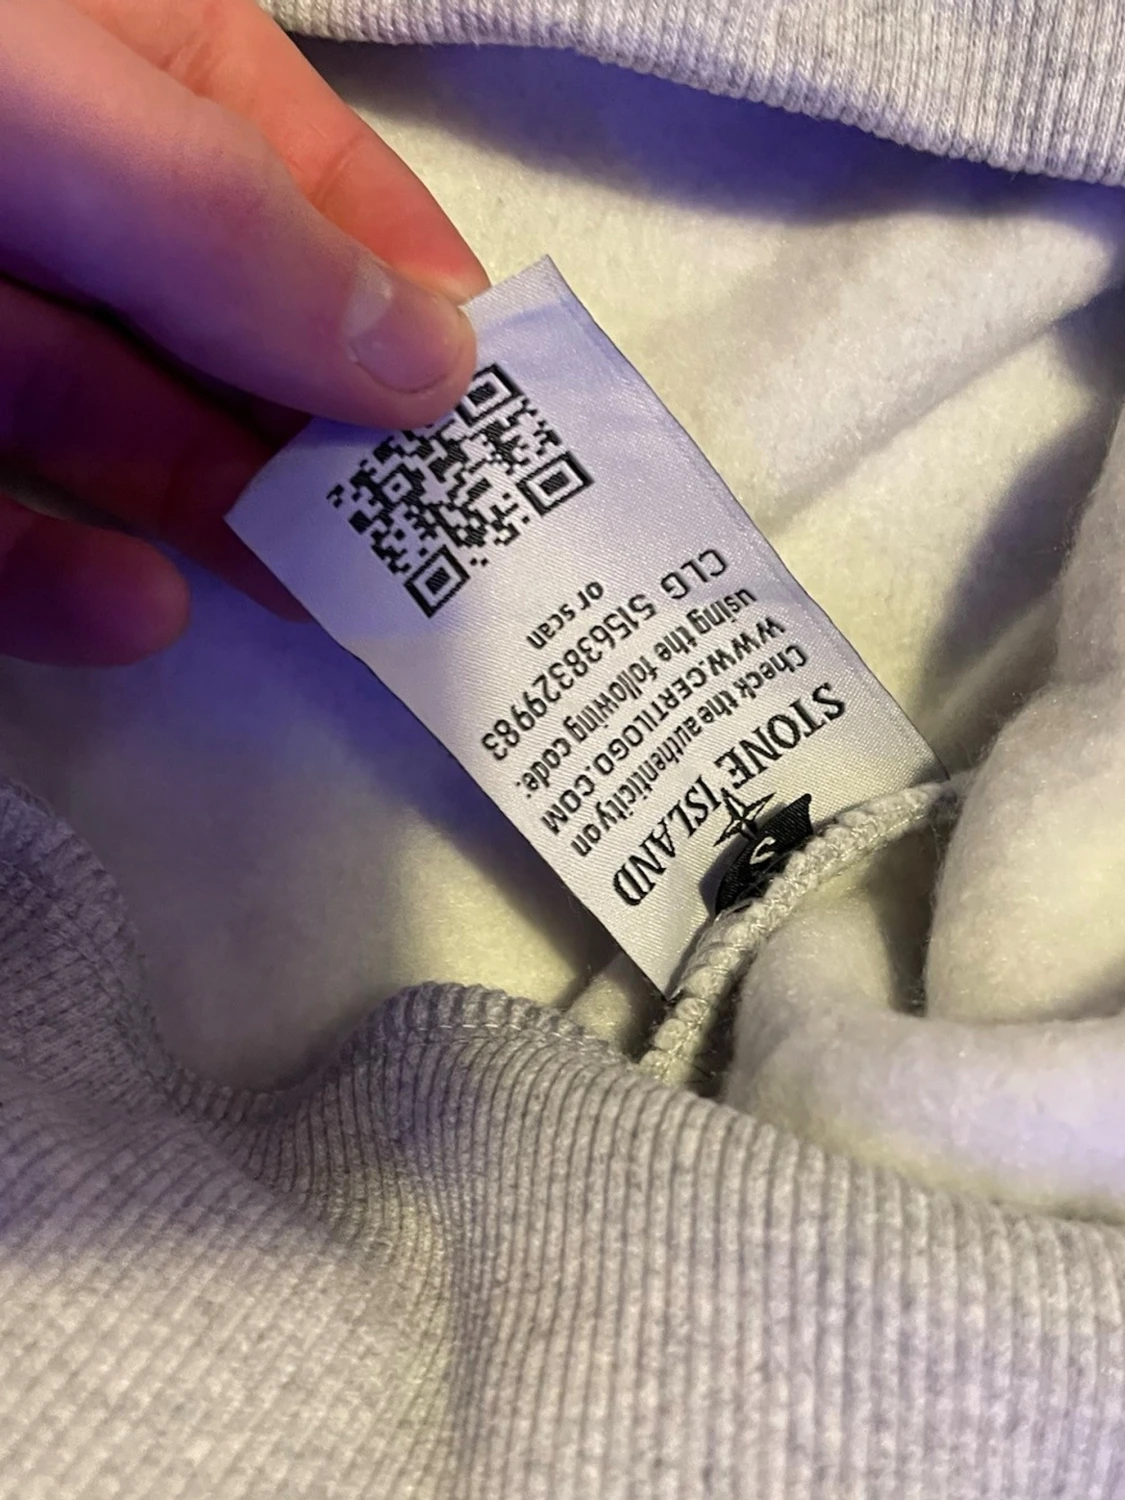 STONE ISLAND
Check the authenticity on
WWW.CERTILOGO.COM
using the following code:
CLG 515638329983
or scan